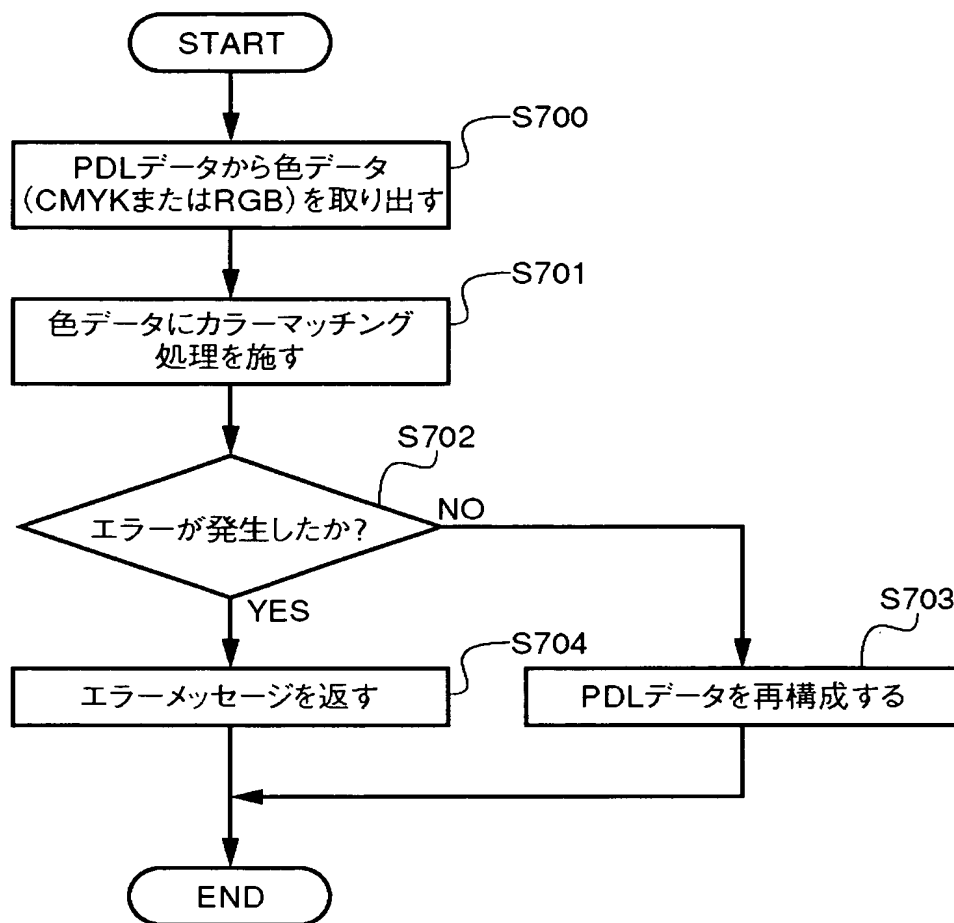 START
S700
PDLデータから色データ
(CMYKまたはRGB)を取り出す
S701
色データにカラーマッチング
処理を施す
S702
エラーが発生したか?
NO
YES
S703
S704
エラーメッセージを返す
PDLデータを再構成する
END